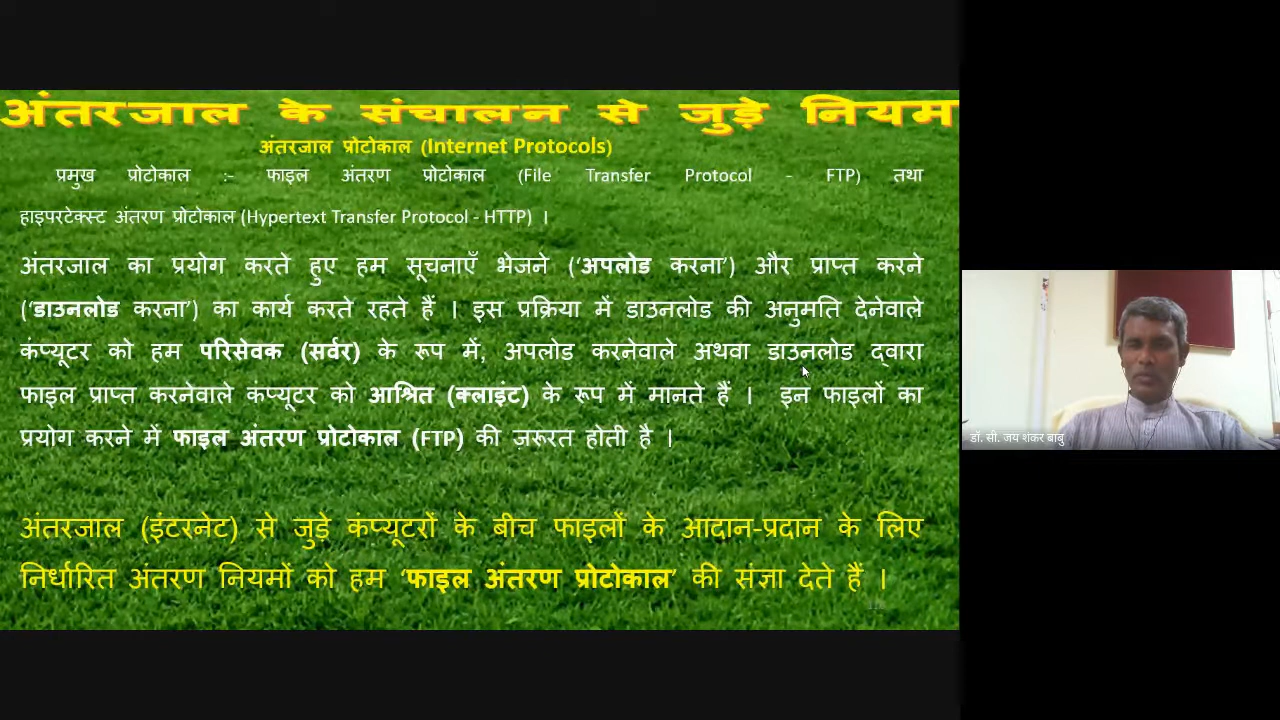 अंतरजाल के संचालन से जुड़े नियम
अंतरजाल प्रोटोकाल (Internet Protocols)
प्रमुख प्रोटोकाल :- फाइल अंतरण प्रोटोकाल (File Transfer Protocol - FTP) तथा
हाइपरटेक्स्ट अंतरण प्रोटोकाल (Hypertext Transfer Protocol - HTTP) ।
अंतरजाल का प्रयोग करते हुए हम सूचनाएँ भेजने (‘अपलोड करना’) और प्राप्त करने
(‘डाउनलोड करना’) का कार्य करते रहते हैं । इस प्रक्रिया में डाउनलोड की अनुमति देनेवाले
कंप्यूटर को हम परिसेवक (सर्वर) के रूप में, अपलोड करनेवाले अथवा डाउनलोड द्वारा
फाइल प्राप्त करनेवाले कंप्यूटर को आश्रित (क्लाइंट) के रूप में मानते हैं । इन फाइलों का
प्रयोग करने में फाइल अंतरण प्रोटोकाल (FTP) की ज़रूरत होती है ।
अंतरजाल (इंटरनेट) से जुड़े कंप्यूटरों के बीच फाइलों के आदान-प्रदान के लिए
निर्धारित अंतरण नियमों को हम ‘फाइल अंतरण प्रोटोकाल’ की संज्ञा देते हैं ।
डॉ. सी. जय शंकर बाबु